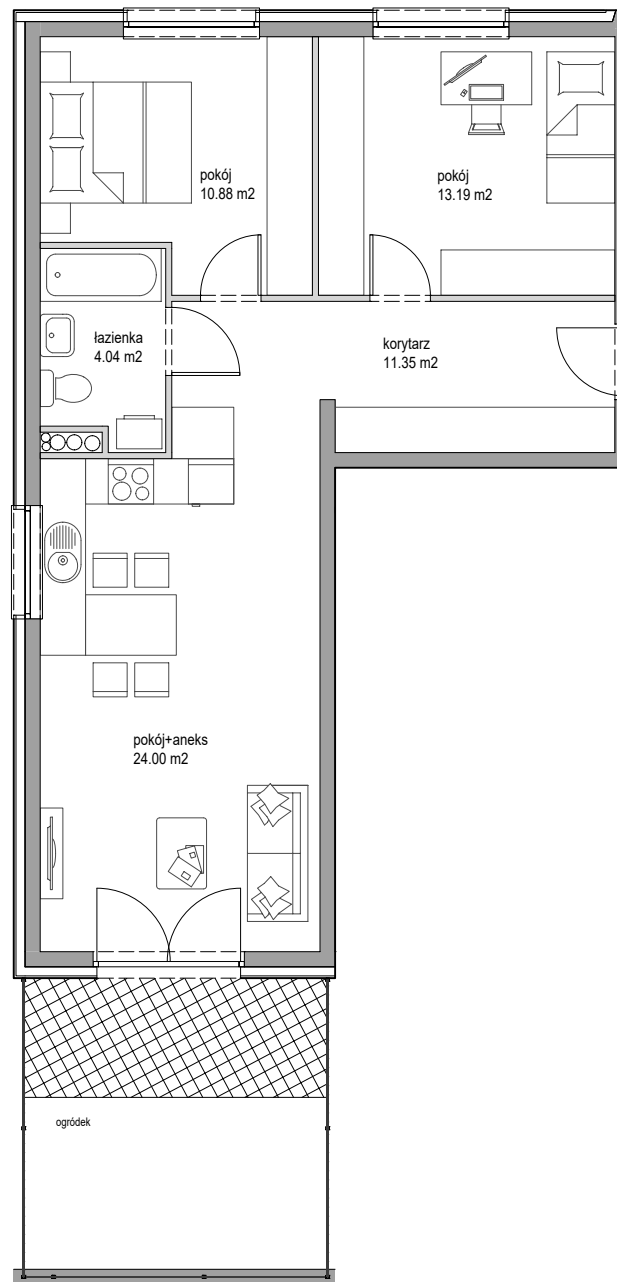 pokój
10.88 m2
pokój
13.19 m2
łazienka
4.04 m2
korytarz
11.35 m2
pokój+aneks
24.00 m2
ogródek